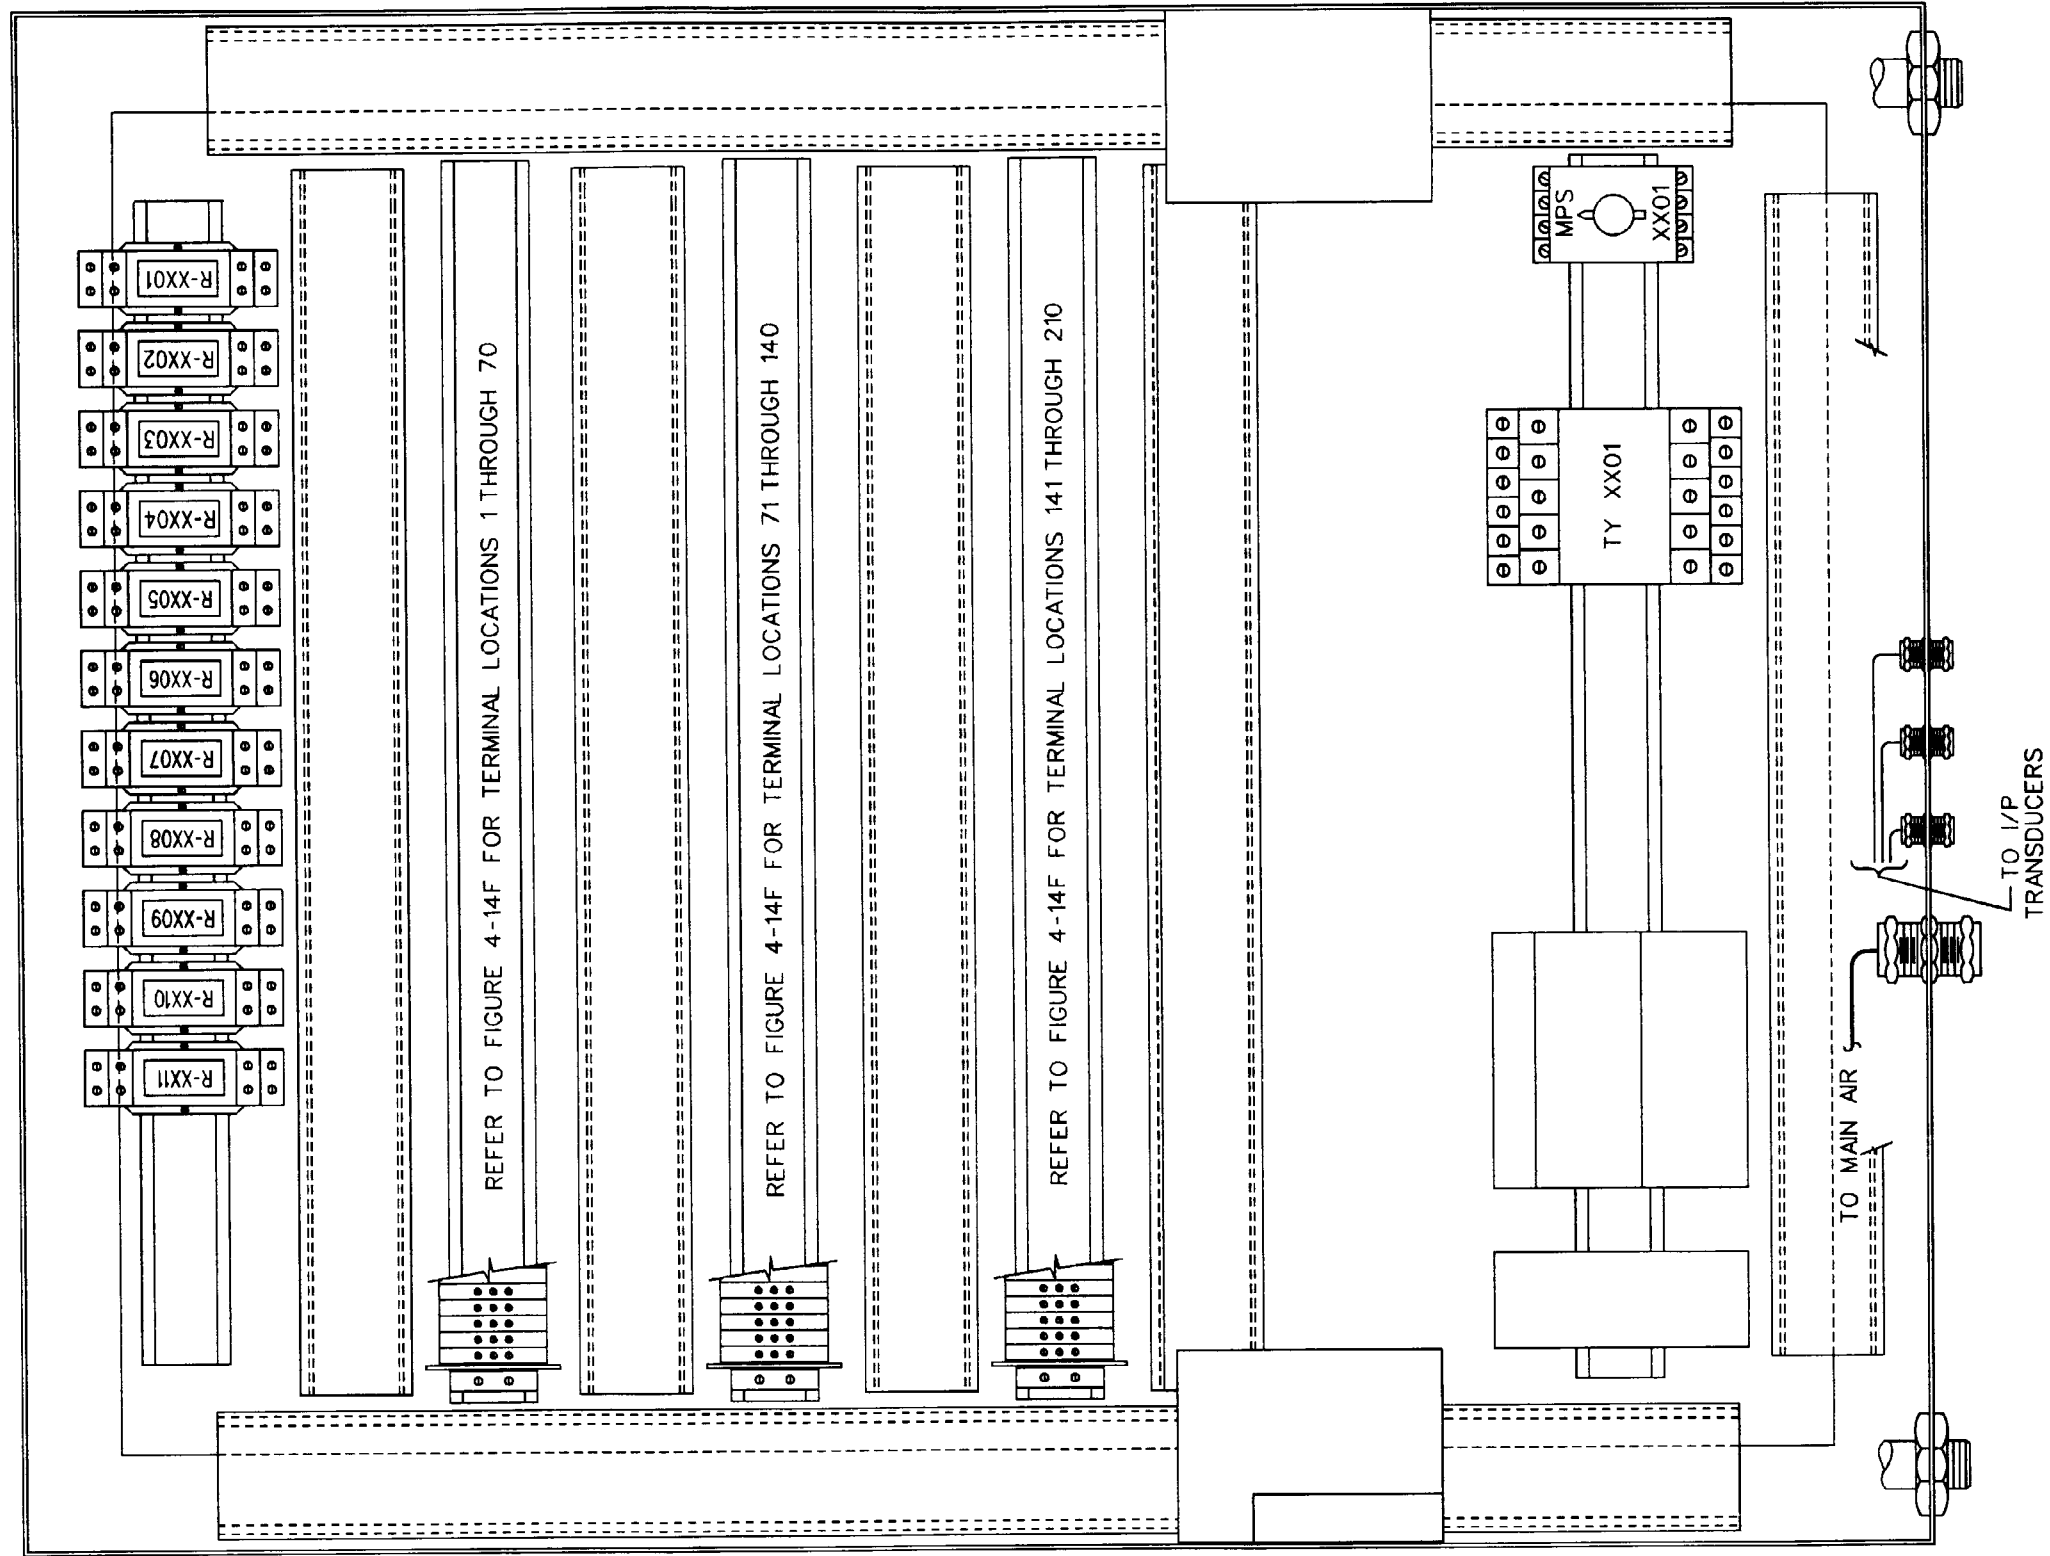 R-XX11
R-XX10
R-XX09
R-XX08
R-XX07
R-XX06
R-XX05
R-XX04
R-XX03
R-XX02
R-XX01
REFER TO FIGURE 4-14F FOR TERMINAL LOCATIONS 1 THROUGH 70
REFER TO FIGURE 4-14F FOR TERMINAL LOCATIONS 71 THROUGH 140
REFER TO FIGURE 4-14F FOR TERMINAL LOCATIONS 141 THROUGH 210
TY XX01
MPS
XX01
TO MAIN AIR
TO I/P
TRANSDUCERS